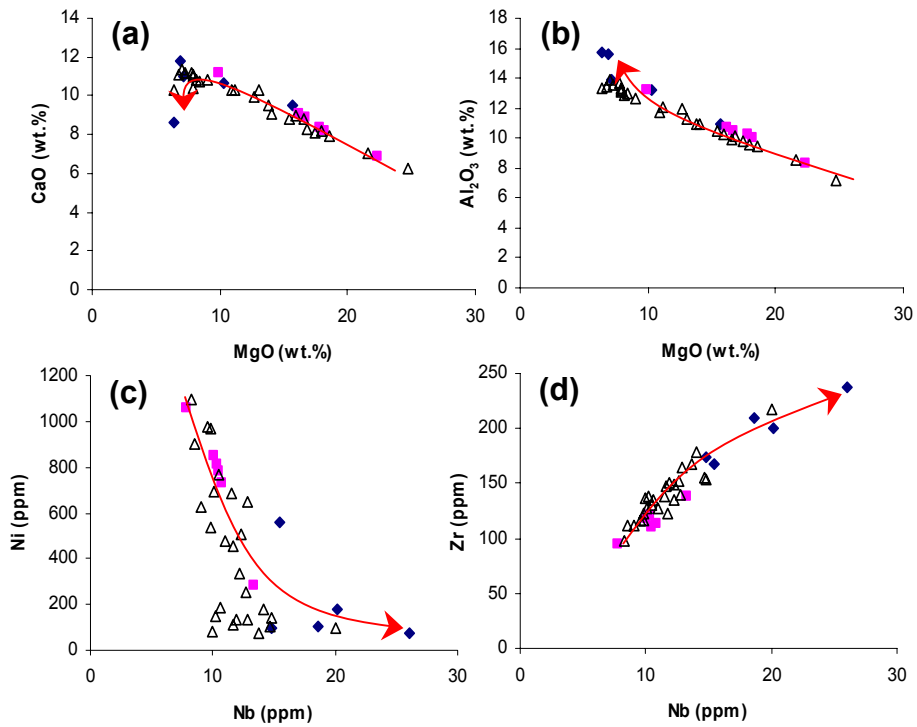 (a)
14
12
10
8
6
4
2
0
CaO (wt.%)
0 10 20 30
MgO (wt.%)
(b)
20
18
16
14
12
10
8
6
4
2
0
Al₂O₃ (wt.%)
0 10 20 30
MgO (wt.%)
(c)
1200
1000
800
600
400
200
0
Ni (ppm)
0 10 20 30
Nb (ppm)
(d)
250
200
150
100
50
0
Zr (ppm)
0 10 20 30
Nb (ppm)